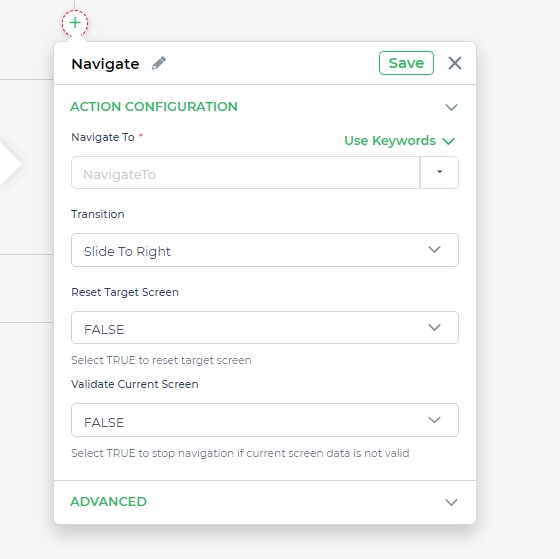 Navigate
Save
ACTION CONFIGURATION
Navigate To *
Use Keywords
NavigateTo
Transition
Slide To Right
Reset Target Screen
FALSE
Select TRUE to reset target screen
Validate Current Screen
FALSE
Select TRUE to stop navigation if current screen data is not valid
ADVANCED